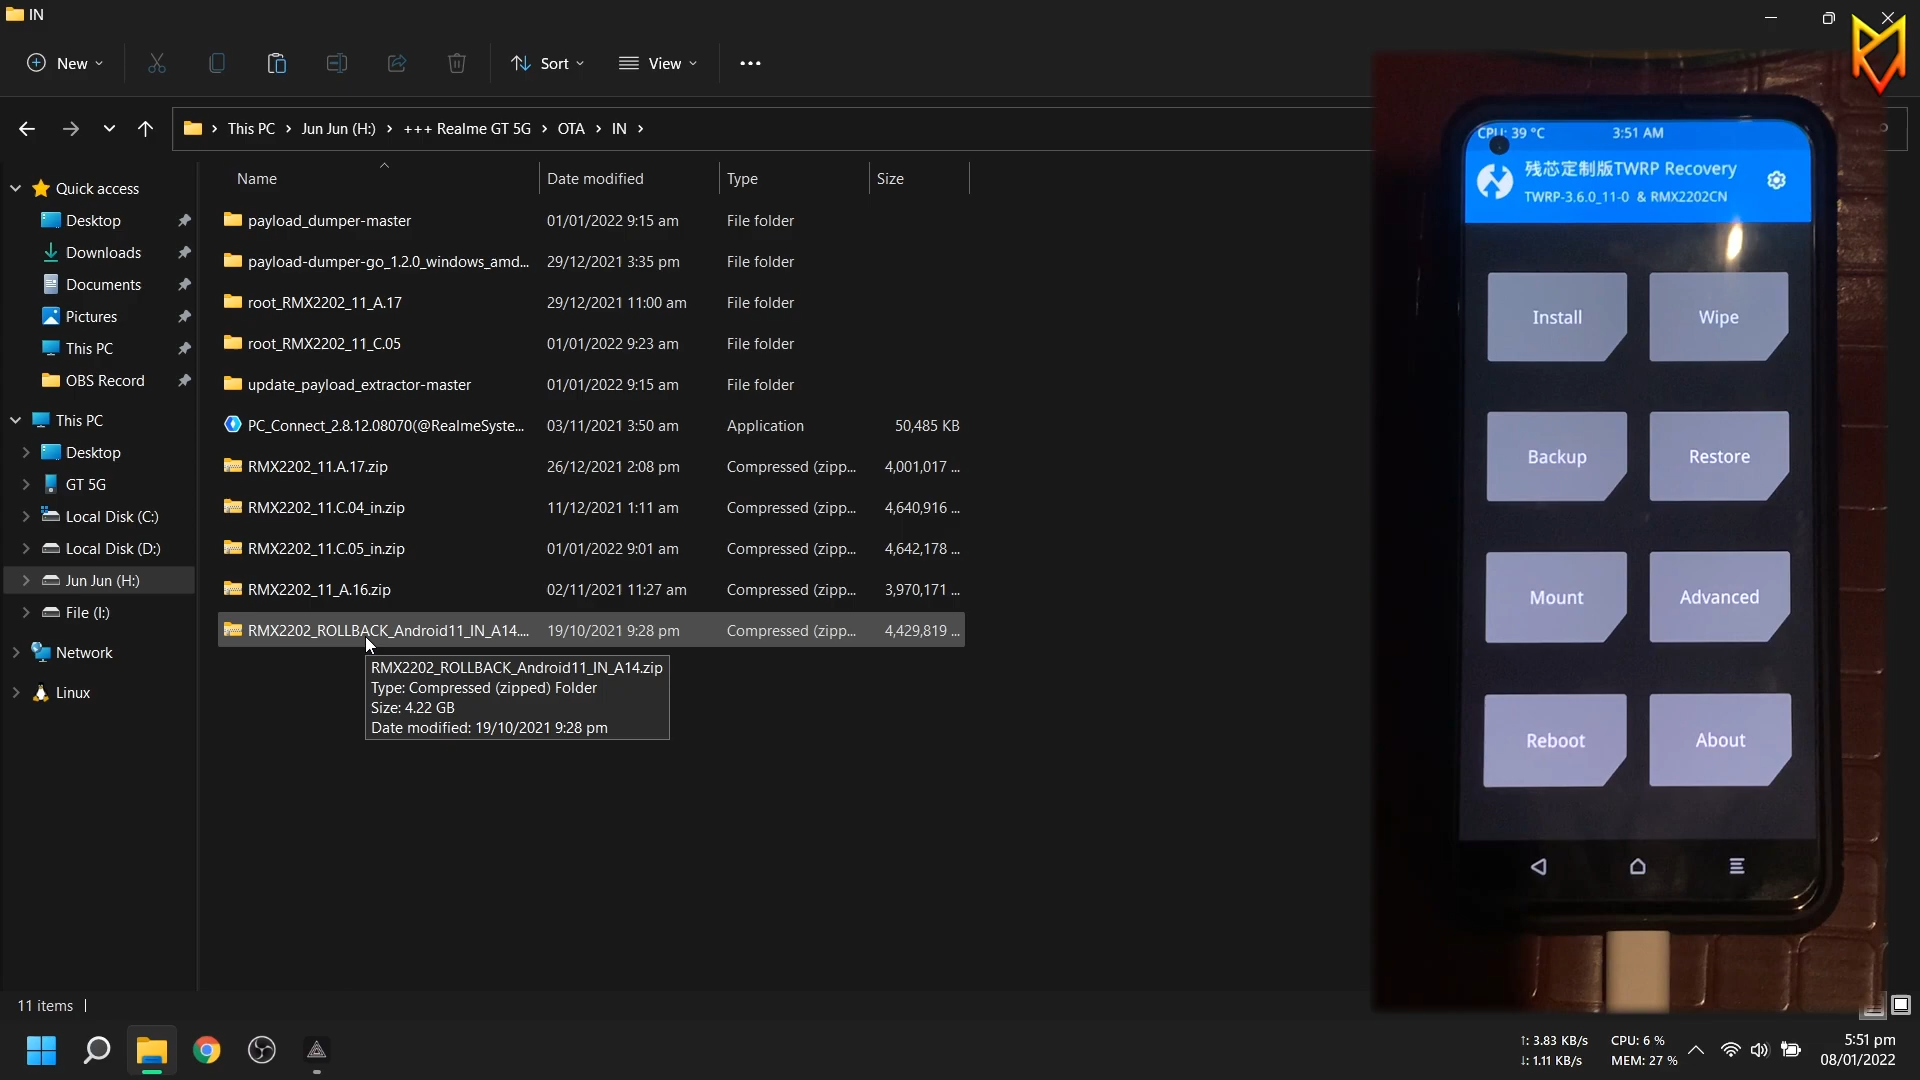 IN
New
Sort
View
This PC
Jun Jun (H:)
+++ Realme GT 5G
OTA
IN
Quick access
Desktop
Downloads
Documents
Pictures
This PC
OBS Record
This PC
Desktop
GT 5G
Local Disk (C:)
Local Disk (D:)
Jun Jun (H:)
File (I:)
Network
Linux
Name Date modified Type Size
payload_dumper-master 01/01/2022 9:15 am File folder
payload-dumper-go_1.2.0_windows_amd... 29/12/2021 3:35 pm File folder
root_RMX2202_11_A.17 29/12/2021 11:00 am File folder
root_RMX2202_11_C.05 01/01/2022 9:23 am File folder
update_payload_extractor-master 01/01/2022 9:15 am File folder
PC_Connect_2.8.12.08070(@RealmeSyste... 03/11/2021 3:50 am Application 50,485 KB
RMX2202_11.A.17.zip 26/12/2021 2:08 pm Compressed (zipp... 4,001,017 ...
RMX2202_11.C.04_in.zip 11/12/2021 1:11 am Compressed (zipp... 4,640,916 ...
RMX2202_11.C.05_in.zip 01/01/2022 9:01 am Compressed (zipp... 4,642,178 ...
RMX2202_11_A.16.zip 02/11/2021 11:27 am Compressed (zipp... 3,970,171 ...
RMX2202_ROLLBACK_Android11_IN_A14.... 19/10/2021 9:28 pm Compressed (zipp... 4,429,819 ...
RMX2202_ROLLBACK_Android11_IN_A14.zip
Type: Compressed (zipped) Folder
Size: 4.22 GB
Date modified: 19/10/2021 9:28 pm
CPU: 39 °C 3:51 AM
残芯定制版TWRP Recovery
TWRP-3.6.0_11-0 & RMX2202CN
Install Wipe
Backup Restore
Mount Advanced
Reboot About
11 items
↑: 3.83 KB/s CPU: 6 % 5:51 pm
↓: 1.11 KB/s MEM: 27 % 08/01/2022